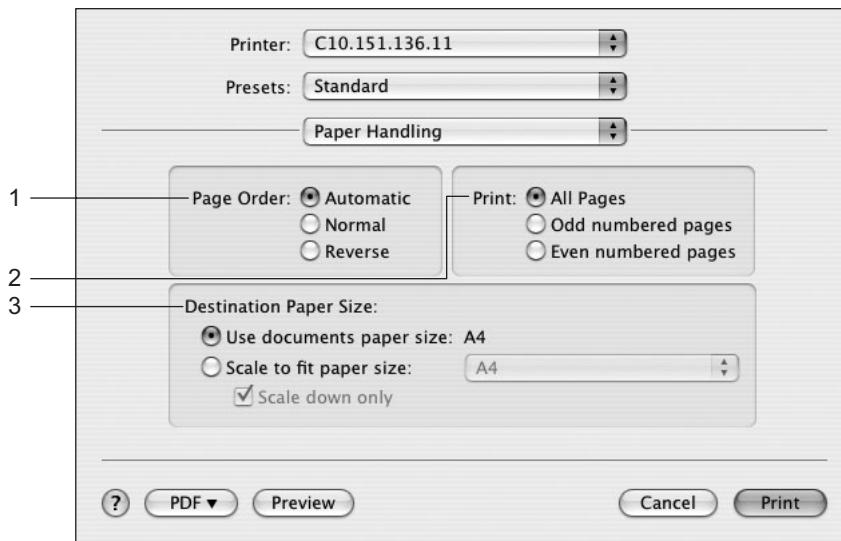 Printer: C10.151.136.11
Presets: Standard
Paper Handling
1
Page Order: Automatic
Normal
Reverse
2
Print: All Pages
Odd numbered pages
Even numbered pages
3
Destination Paper Size:
Use documents paper size: A4
Scale to fit paper size: A4
Scale down only
? PDF Preview Cancel Print